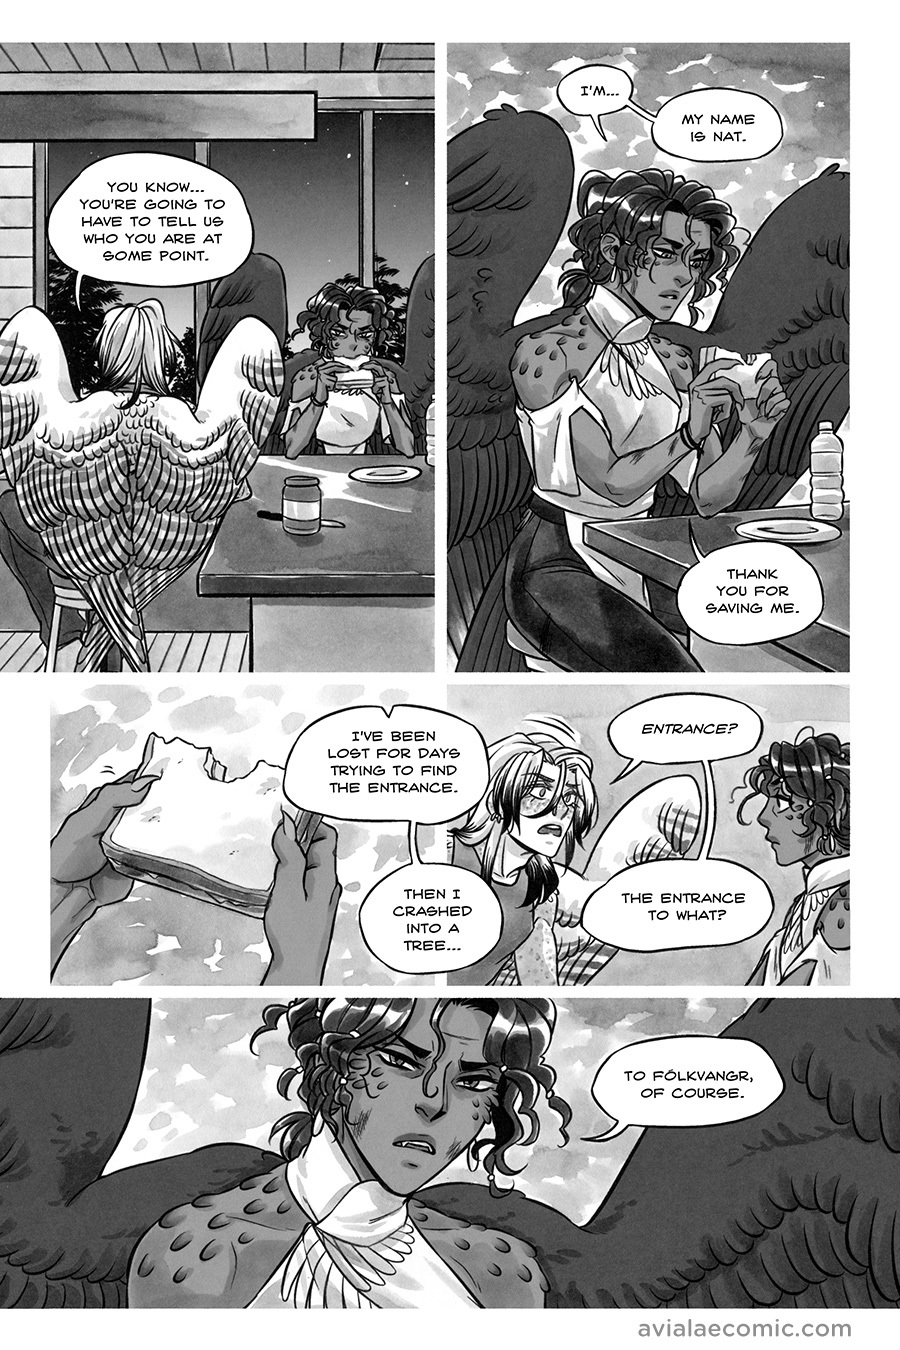 YOU KNOW...
YOU'RE GOING TO
HAVE TO TELL US
WHO YOU ARE AT
SOME POINT.
I'M...
MY NAME
IS NAT.
THANK
YOU FOR
SAVING ME.
I'VE BEEN
LOST FOR DAYS
TRYING TO FIND
THE ENTRANCE.
THEN I
CRASHED
INTO A
TREE...
ENTRANCE?
THE ENTRANCE
TO WHAT?
TO FÓLKVANGR,
OF COURSE.
avialaecomic.com